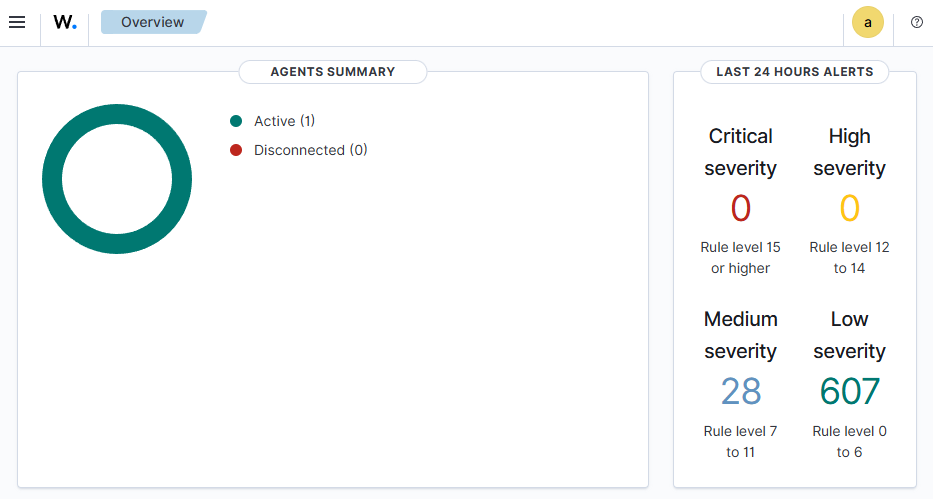 W.
Overview
a
AGENTS SUMMARY
Active (1)
Disconnected (0)
LAST 24 HOURS ALERTS
Critical
severity
0
Rule level 15
or higher
High
severity
0
Rule level 12
to 14
Medium
severity
28
Rule level 7
to 11
Low
severity
607
Rule level 0
to 6